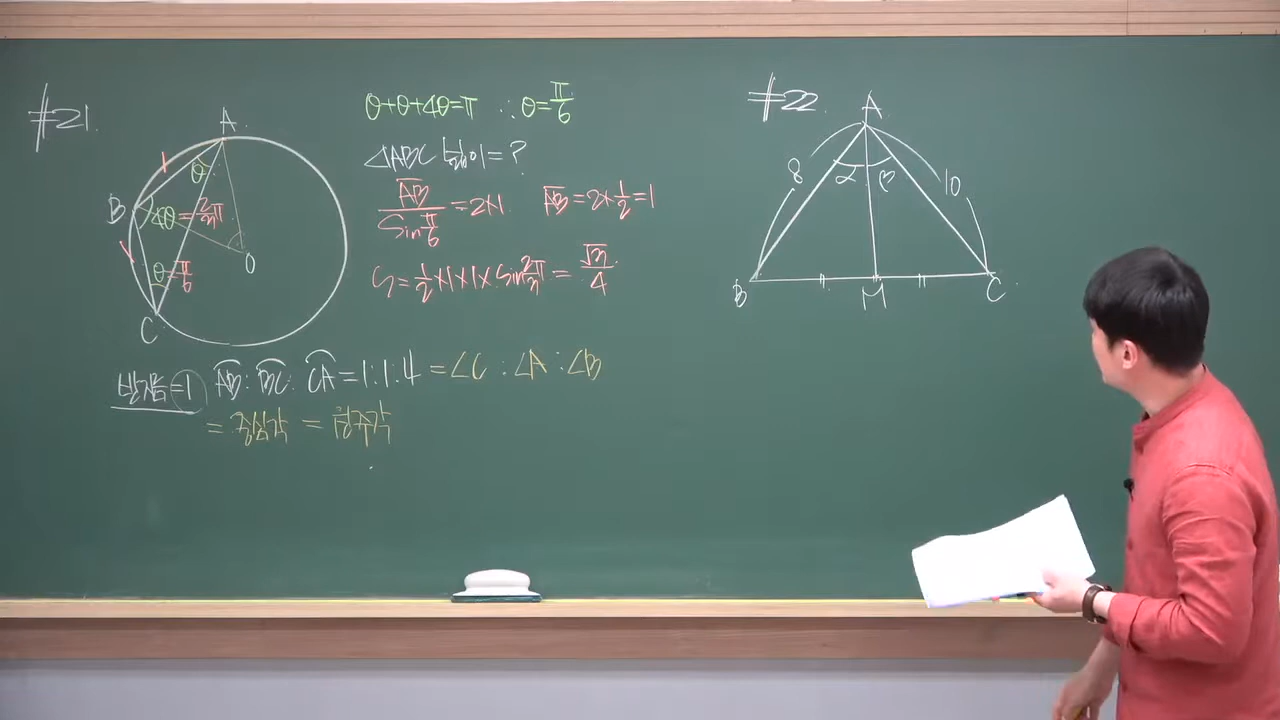 #21.
A
B
C
O
θ
4θ=2/3π
θ=π/6
θ+θ+4θ=π ∴θ=π/6
△ABC 넓이=?
AB̅/sin π/6 =2×1 AB̅=2×1/2=1
S=1/2×1×1×sin 2/3π=√3/4
반지름=1 AB⌒:BC⌒:CA⌒=1:1:4=∠C:∠A:∠B
=중심각 = 원주각
#22.
A
8
α
β
10
B
M
C